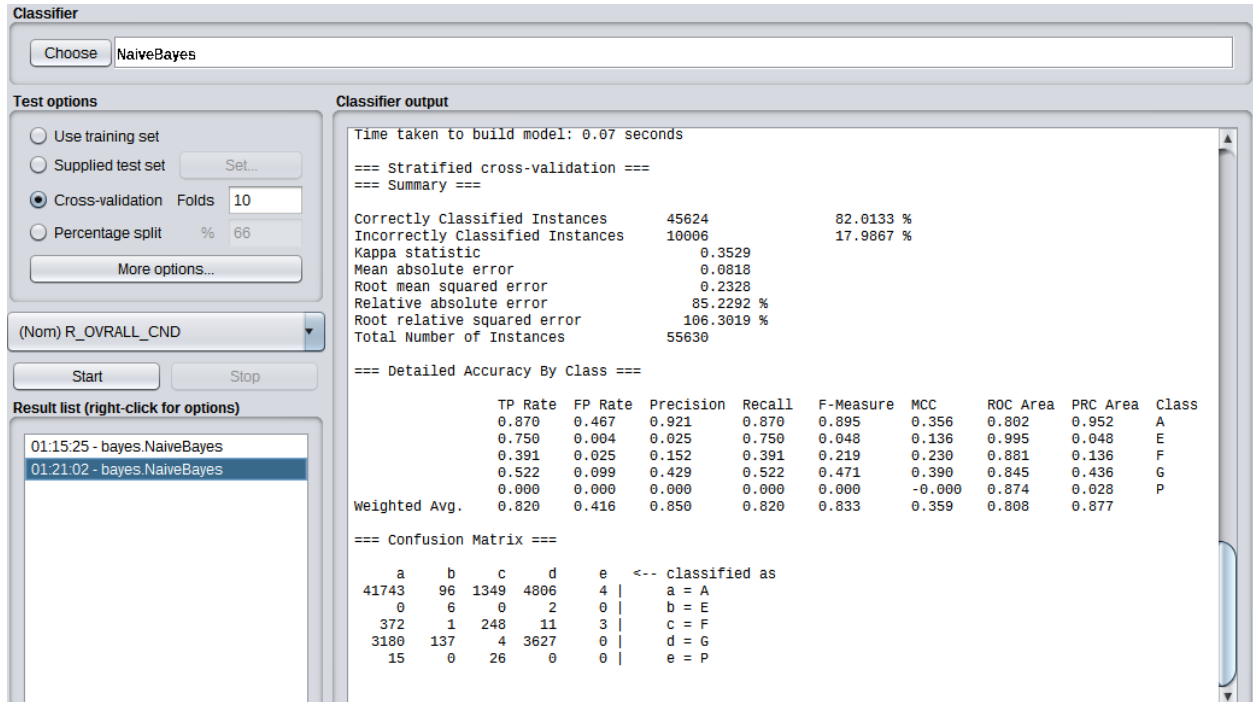 Classifier
Choose NaiveBayes
Test options
Use training set
Supplied test set Set...
Cross-validation Folds 10
Percentage split % 66
More options...
(Nom) R_OVRALL_CND
Start Stop
Result list (right-click for options)
01:15:25 - bayes.NaiveBayes
01:21:02 - bayes.NaiveBayes
Classifier output
Time taken to build model: 0.07 seconds
=== Stratified cross-validation ===
=== Summary ===
Correctly Classified Instances 45624 82.0133 %
Incorrectly Classified Instances 10006 17.9867 %
Kappa statistic 0.3529
Mean absolute error 0.0818
Root mean squared error 0.2328
Relative absolute error 85.2292 %
Root relative squared error 106.3019 %
Total Number of Instances 55630
=== Detailed Accuracy By Class ===
TP Rate FP Rate Precision Recall F-Measure MCC ROC Area PRC Area Class
0.870 0.467 0.921 0.870 0.895 0.356 0.802 0.952 A
0.750 0.004 0.025 0.750 0.048 0.136 0.995 0.048 E
0.391 0.025 0.152 0.391 0.219 0.230 0.881 0.136 F
0.522 0.099 0.429 0.522 0.471 0.390 0.845 0.436 G
0.000 0.000 0.000 0.000 0.000 -0.000 0.874 0.028 P
Weighted Avg. 0.820 0.416 0.850 0.820 0.833 0.359 0.808 0.877
=== Confusion Matrix ===
a b c d e <-- classified as
41743 96 1349 4806 4 | a = A
0 6 0 2 0 | b = E
372 1 248 11 3 | c = F
3180 137 4 3627 0 | d = G
15 0 26 0 0 | e = P